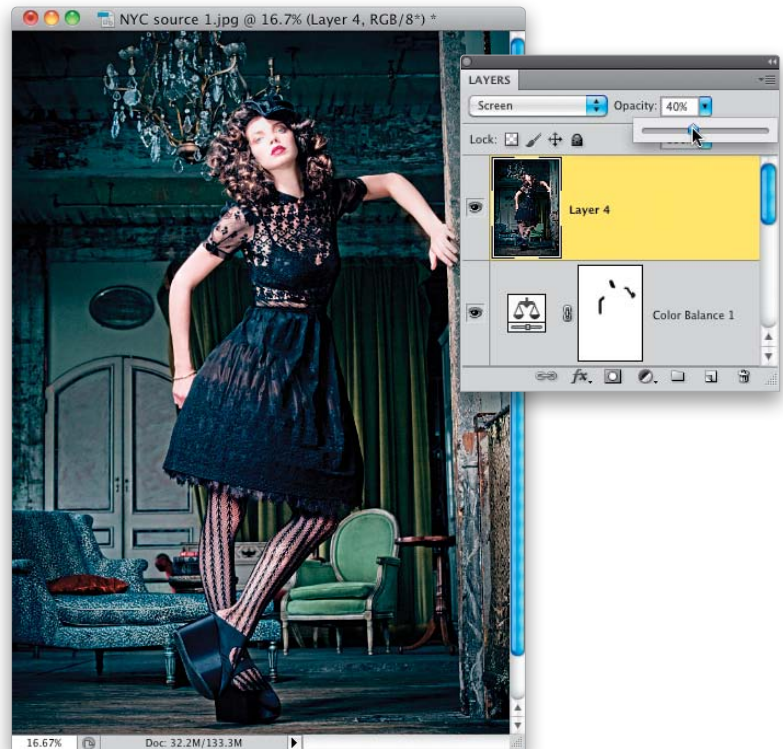 NYC source 1.jpg @ 16.7% (Layer 4, RGB/8*) *
LAYERS
Screen Opacity: 40%
Lock:
Layer 4
Color Balance 1
fx.
16.67% Doc: 32.2M/133.3M